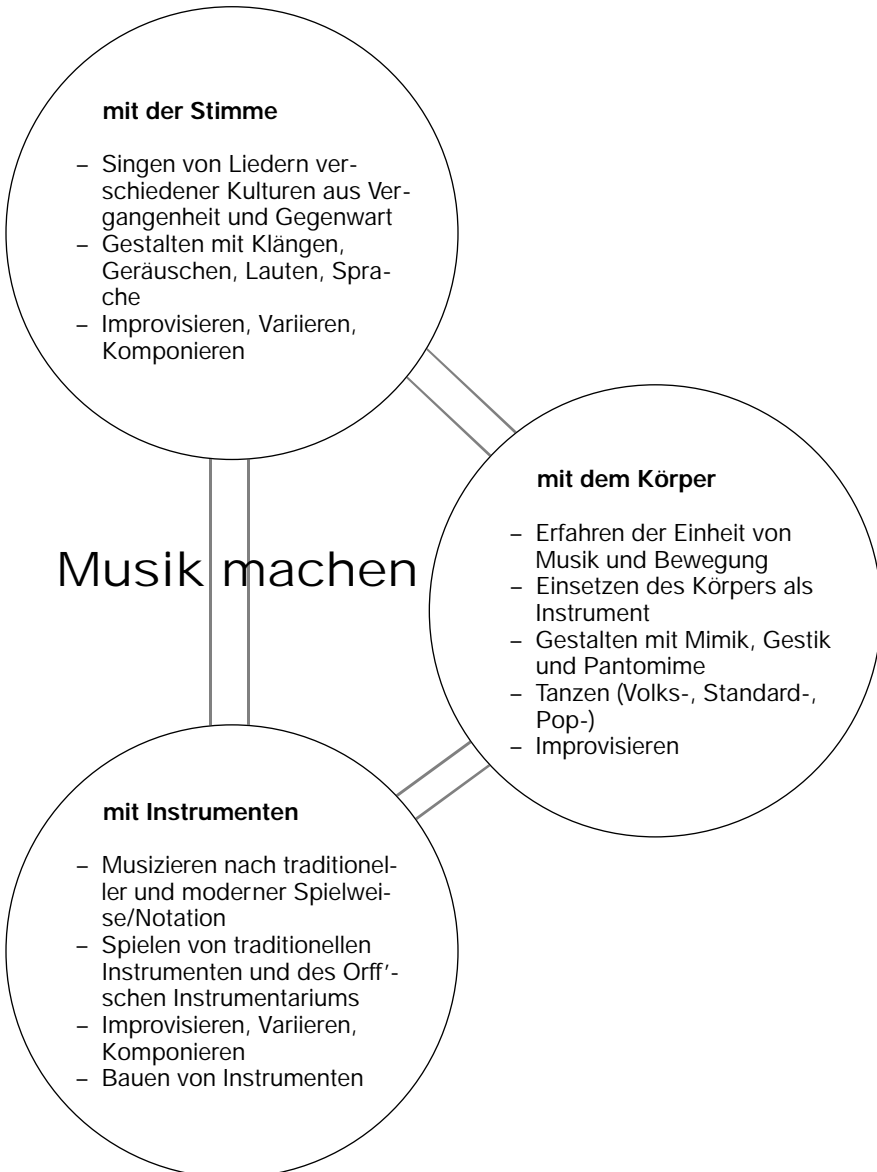 mit der Stimme
– Singen von Liedern ver-
schiedener Kulturen aus Ver-
gangenheit und Gegenwart
– Gestalten mit Klängen,
Geräuschen, Lauten, Spra-
che
– Improvisieren, Variieren,
Komponieren
Musik machen
mit dem Körper
– Erfahren der Einheit von
Musik und Bewegung
– Einsetzen des Körpers als
Instrument
– Gestalten mit Mimik, Gestik
und Pantomime
– Tanzen (Volks-, Standard-,
Pop-)
– Improvisieren
mit Instrumenten
– Musizieren nach traditionel-
ler und moderner Spielwei-
se/Notation
– Spielen von traditionellen
Instrumenten und des Orff'-
schen Instrumentariums
– Improvisieren, Variieren,
Komponieren
– Bauen von Instrumenten